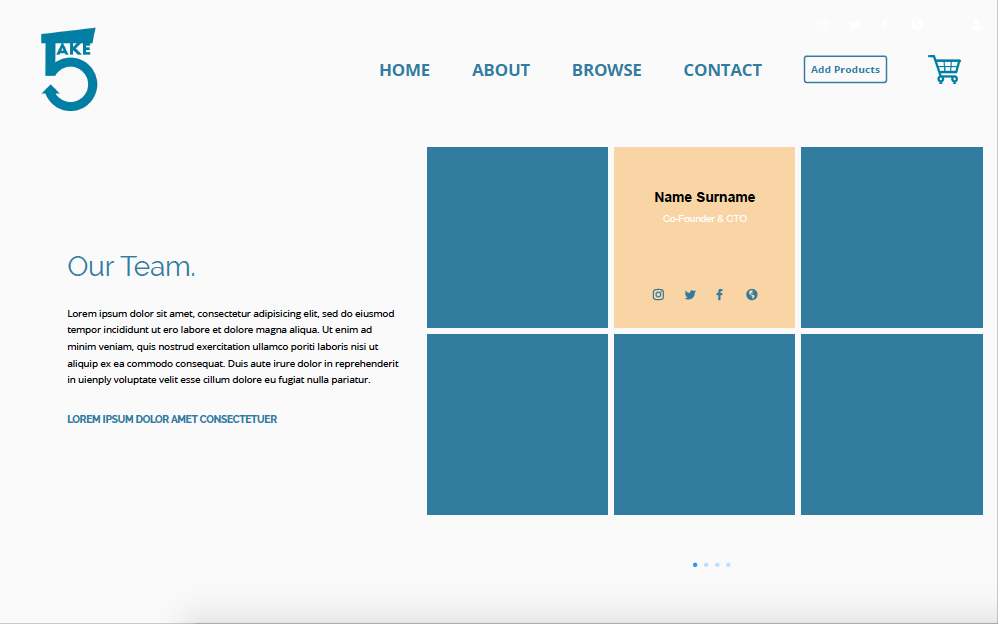 TAKE
5
HOME ABOUT BROWSE CONTACT Add Products
Name Surname
Co-Founder & CTO
Our Team.
Lorem ipsum dolor sit amet, consectetur adipisicing elit, sed do eiusmod
tempor incididunt ut ero labore et dolore magna aliqua. Ut enim ad
minim veniam, quis nostrud exercitation ullamco poriti laboris nisi ut
aliquip ex ea commodo consequat. Duis aute irure dolor in reprehenderit
in uienply voluptate velit esse cillum dolore eu fugiat nulla pariatur.
LOREM IPSUM DOLOR AMET CONSECTETUER